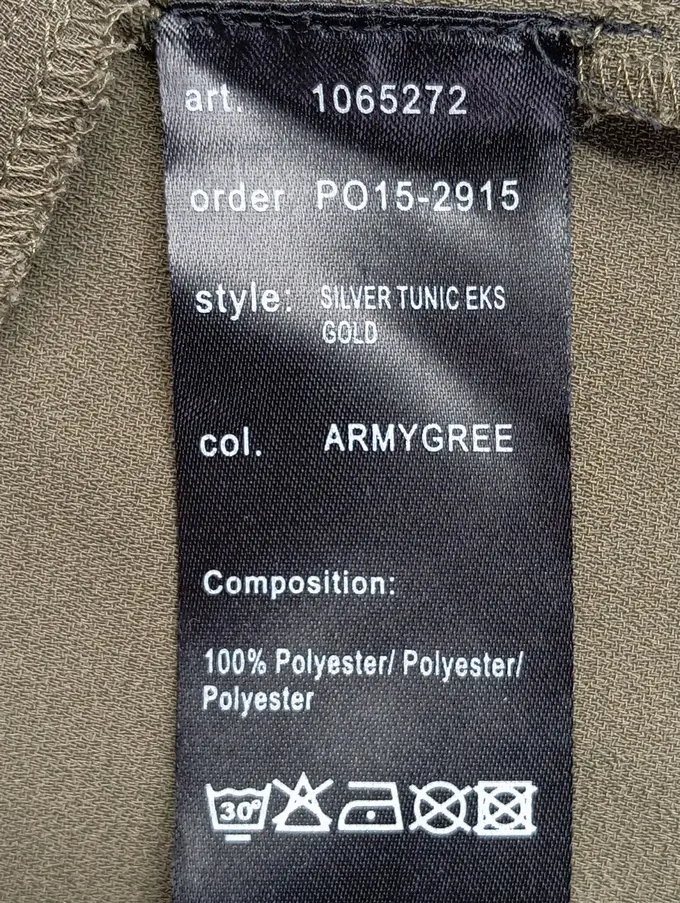 art. 1065272
order PO15-2915
style: SILVER TUNIC EKS
GOLD
col. ARMYGREE
Composition:
100% Polyester/ Polyester/
Polyester
30°